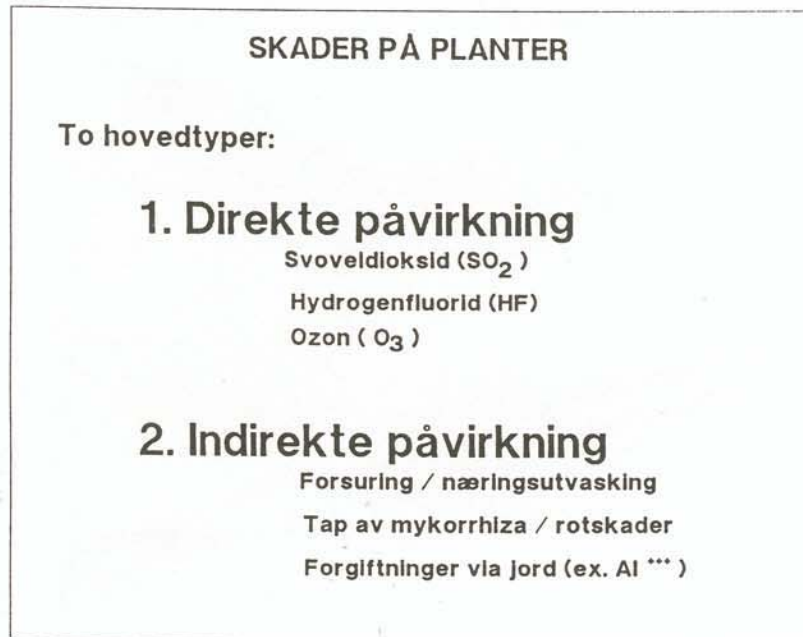 SKADER PÅ PLANTER
To hovedtyper:
1. Direkte påvirkning
Svoveldioksid (SO₂)
Hydrogenfluorid (HF)
Ozon ( O₃ )
2. Indirekte påvirkning
Forsuring / næringsutvasking
Tap av mykorrhiza / rotskader
Forgiftninger via jord (ex. Al⁺⁺⁺ )